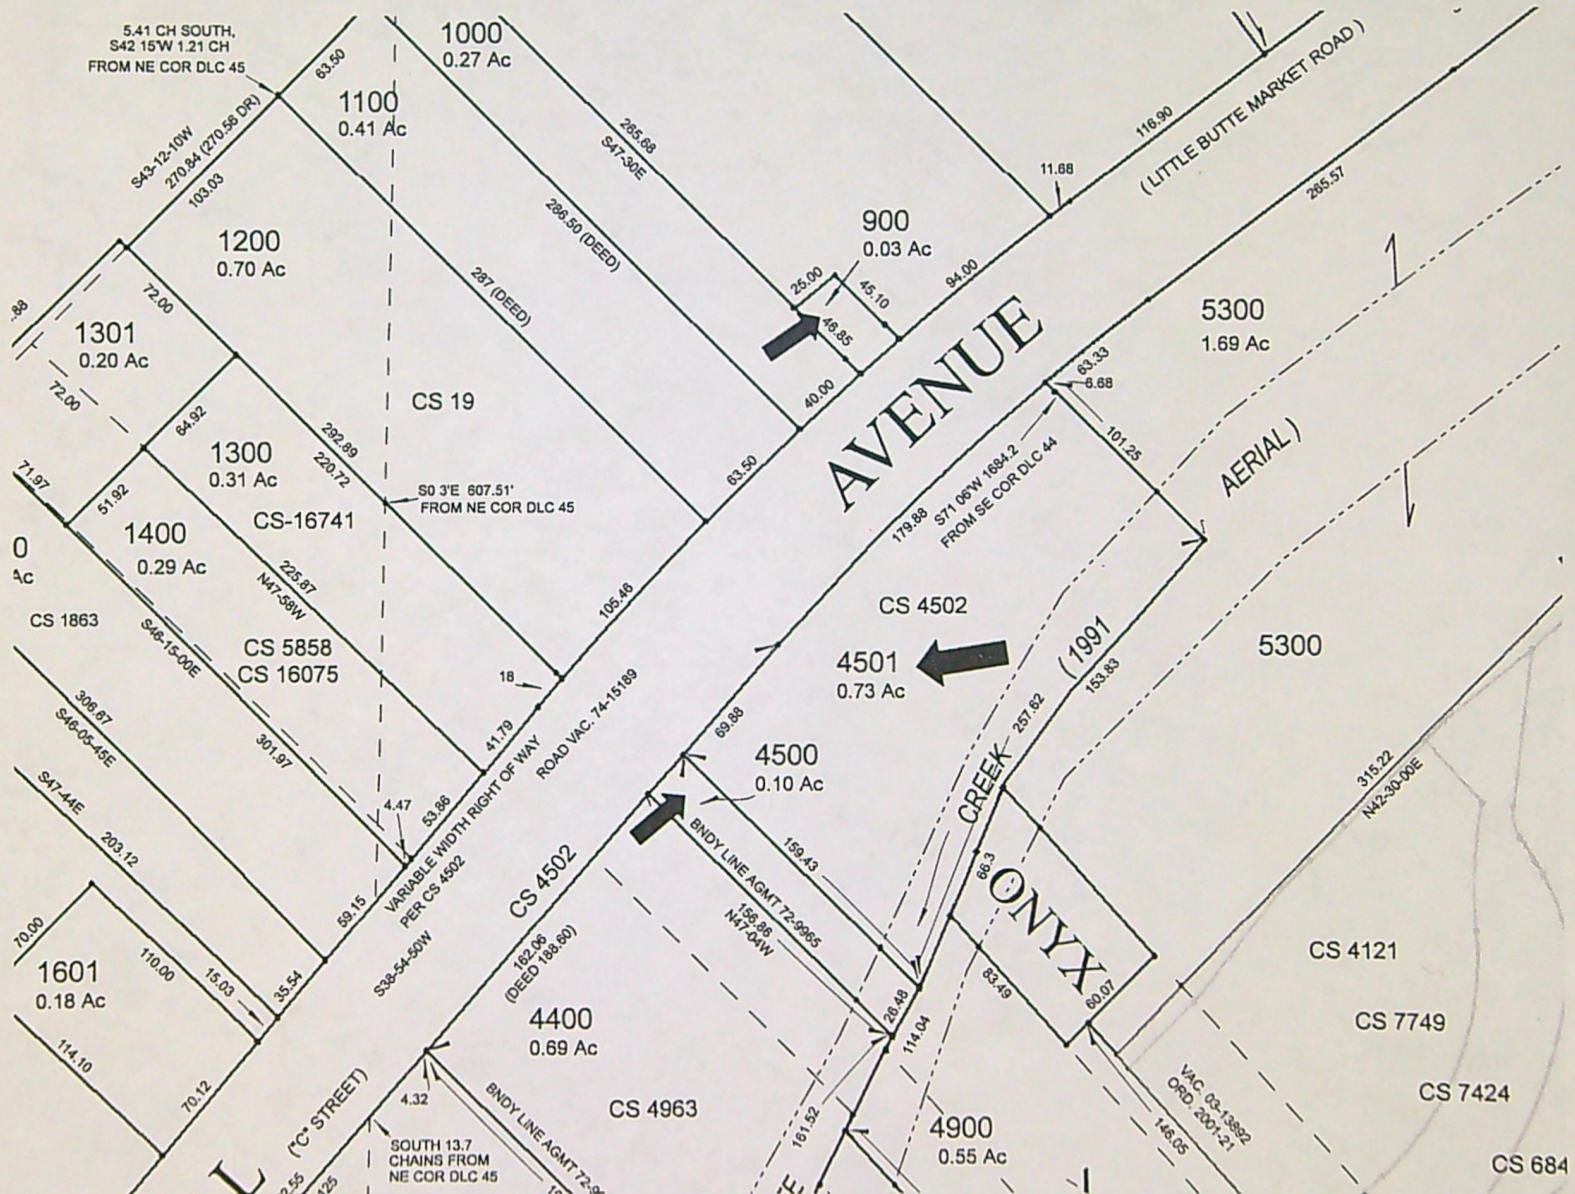 5.41 CH SOUTH,
S42 15'W 1.21 CH
FROM NE COR DLC 45
63.50
1000
0.27 Ac
1100
0.41 Ac
S43-12-10W
270.84 (270.56 DR)
103.03
265.68
S47-30E
286.50 (DEED)
287 (DEED)
116.90
11.68
( LITTLE BUTTE MARKET ROAD )
265.57
900
0.03 Ac
25.00
45.10
46.85
94.00
40.00
1200
0.70 Ac
72.00
.88
1301
0.20 Ac
72.00
64.92
CS 19
1300
0.31 Ac
CS-16741
292.89
220.72
S0 3'E 607.51'
FROM NE COR DLC 45
63.50
AVENUE
5300
1.69 Ac
63.33
6.68
101.25
S71 06'W 1684.2
FROM SE COR DLC 44
179.88
AERIAL )
71.97
51.92
1400
0.29 Ac
0
Ac
CS 1863
225.87
N47-58W
S46-15-00E
CS 5858
CS 16075
105.46
18
41.79
ROAD VAC. 74-15189
CS 4502
4501
0.73 Ac
( 1991
153.83
257.62
5300
306.67
S46-05-45E
301.97
S47-44E
203.12
4.47
53.86
VARIABLE WIDTH RIGHT OF WAY
PER CS 4502
69.88
4500
0.10 Ac
CREEK
315.22
N42-30-00E
BNDY LINE AGMT 72-9965
159.43
156.86
N47-04W
66.3
ONYX
CS 4502
59.15
S38-54-50W
162.06
(DEED 188.60)
70.00
1601
0.18 Ac
110.00
15.03
35.54
114.10
70.12
4400
0.69 Ac
CS 4963
26.48
114.04
83.49
60.07
CS 4121
CS 7749
CS 7424
CS 684
VAC. 03-13892
ORD. 2001-21
146.05
("C" STREET)
4.32
BNDY LINE AGMT 72-99
SOUTH 13.7
CHAINS FROM
NE COR DLC 45
161.52
4900
0.55 Ac
L
2.55
125